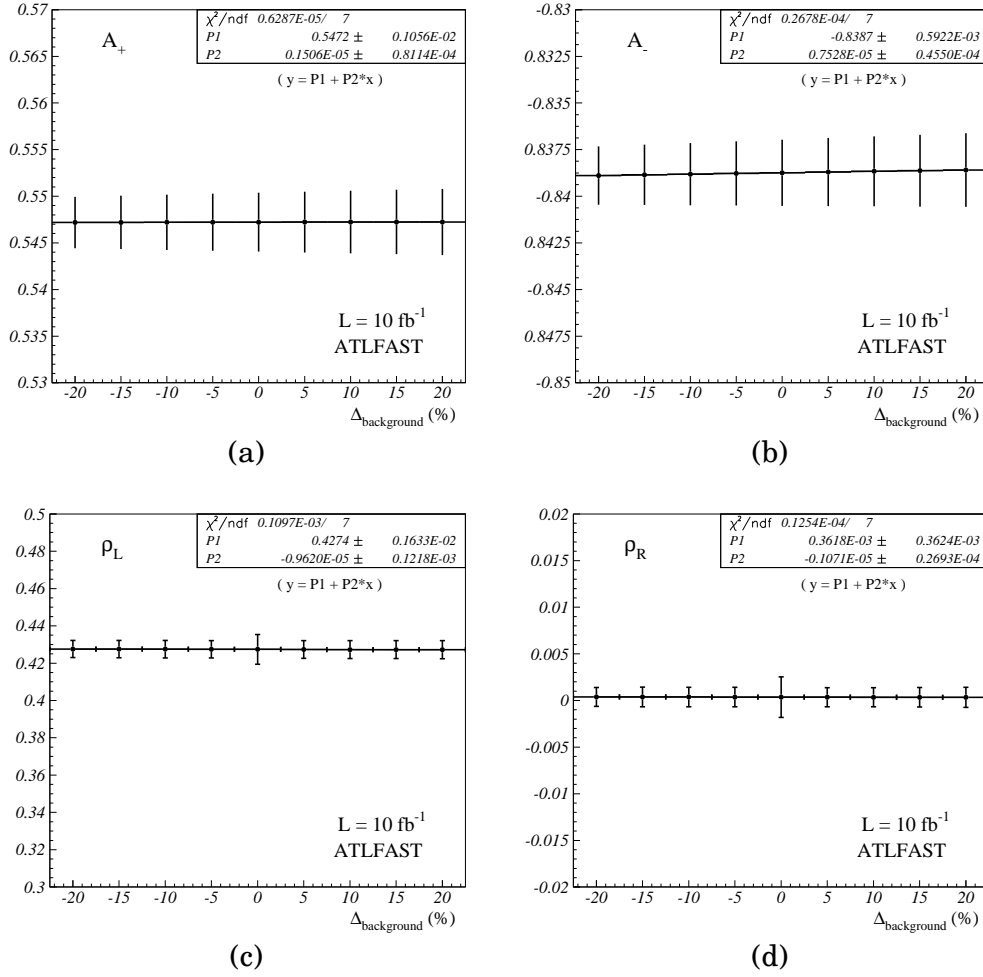 A₊
χ²/ndf 0.6287E-05/ 7
P1 0.5472 ± 0.1056E-02
P2 0.1506E-05 ± 0.8114E-04
( y = P1 + P2*x )
0.57
0.565
0.56
0.555
0.55
0.545
0.54
0.535
0.53
L = 10 fb⁻¹
ATLFAST
-20 -15 -10 -5 0 5 10 15 20
Δbackground (%)
(a)
A₋
χ²/ndf 0.2678E-04/ 7
P1 -0.8387 ± 0.5922E-03
P2 0.7528E-05 ± 0.4550E-04
( y = P1 + P2*x )
-0.83
-0.8325
-0.835
-0.8375
-0.84
-0.8425
-0.845
-0.8475
-0.85
L = 10 fb⁻¹
ATLFAST
-20 -15 -10 -5 0 5 10 15 20
Δbackground (%)
(b)
ρL
χ²/ndf 0.1097E-03/ 7
P1 0.4274 ± 0.1633E-02
P2 -0.9620E-05 ± 0.1218E-03
( y = P1 + P2*x )
0.5
0.48
0.46
0.44
0.42
0.4
0.38
0.36
0.34
0.32
0.3
L = 10 fb⁻¹
ATLFAST
-20 -15 -10 -5 0 5 10 15 20
Δbackground (%)
(c)
ρR
χ²/ndf 0.1254E-04/ 7
P1 0.3618E-03 ± 0.3624E-03
P2 -0.1071E-05 ± 0.2693E-04
( y = P1 + P2*x )
0.02
0.015
0.01
0.005
0
-0.005
-0.01
-0.015
-0.02
L = 10 fb⁻¹
ATLFAST
-20 -15 -10 -5 0 5 10 15 20
Δbackground (%)
(d)